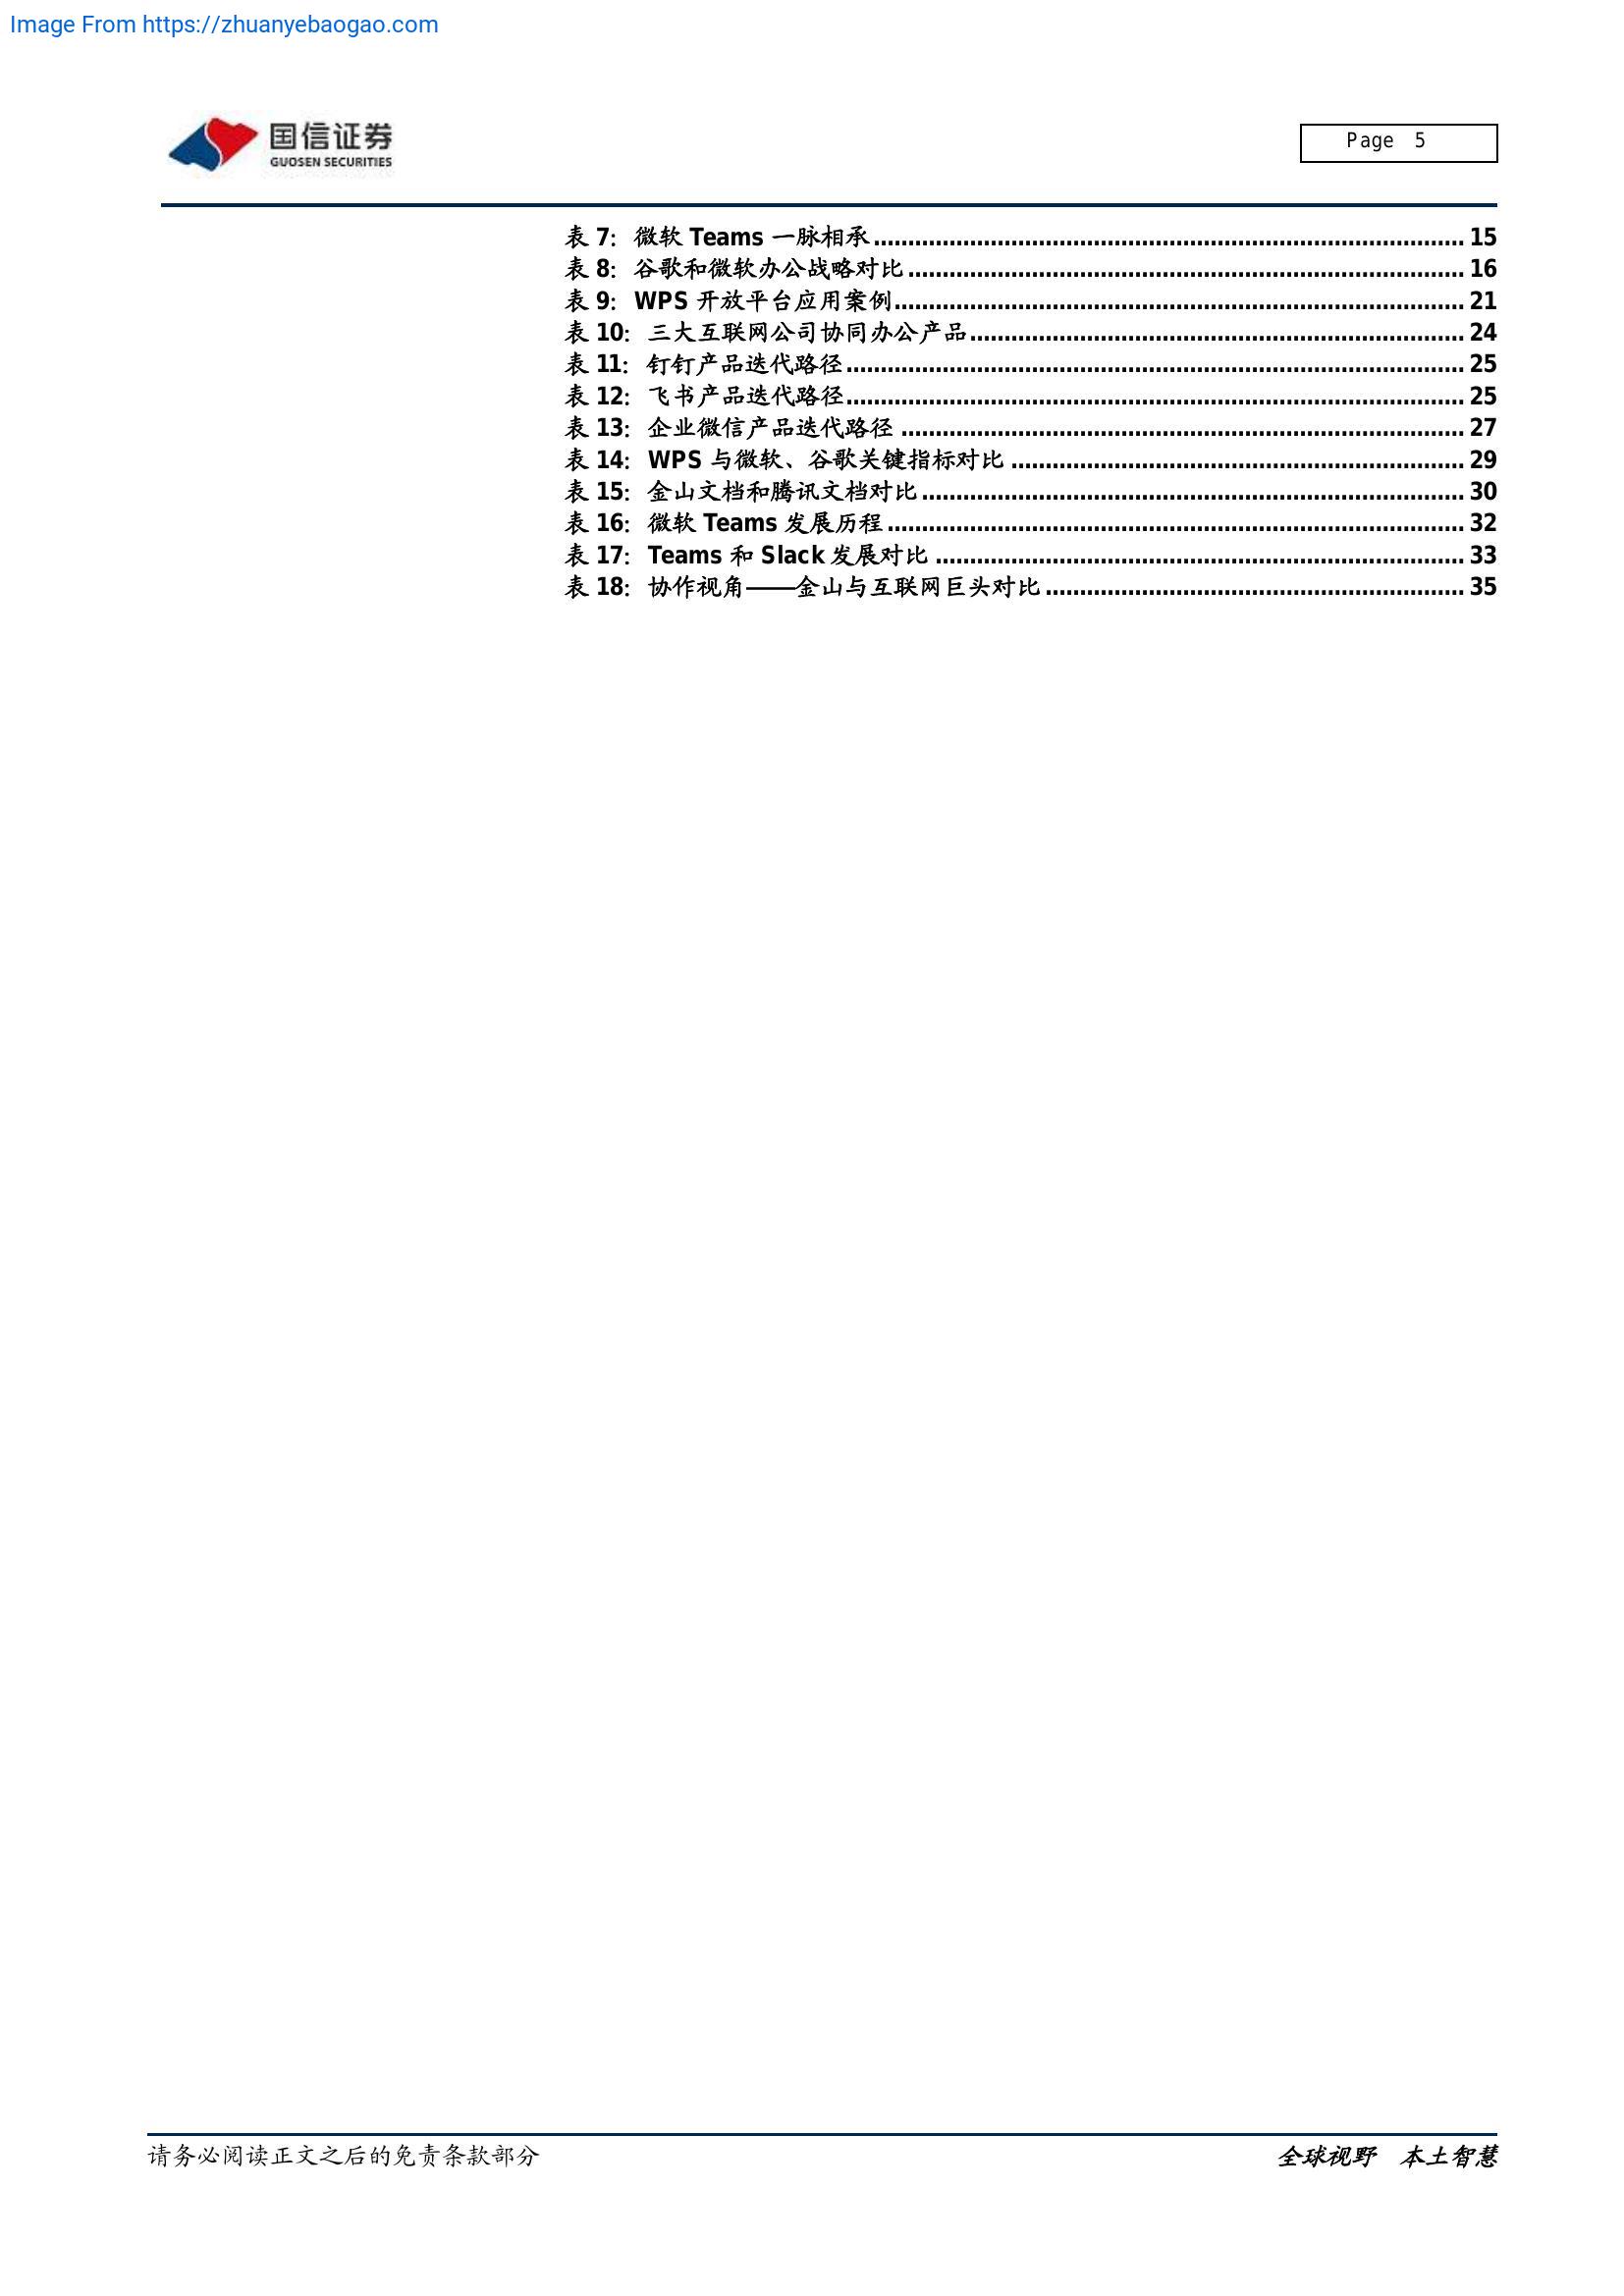 Image From https://zhuanyebaogao.com
国信证券
GUOSEN SECURITIES
Page 5
表 7: 微软 Teams 一脉相承 ........ 15
表 8: 谷歌和微软办公战略对比 ........ 16
表 9: WPS 开放平台应用案例 ........ 21
表 10: 三大互联网公司协同办公产品 ........ 24
表 11: 钉钉产品迭代路径 ........ 25
表 12: 飞书产品迭代路径 ........ 25
表 13: 企业微信产品迭代路径 ........ 27
表 14: WPS 与微软、谷歌关键指标对比 ........ 29
表 15: 金山文档和腾讯文档对比 ........ 30
表 16: 微软 Teams 发展历程 ........ 32
表 17: Teams 和 Slack 发展对比 ........ 33
表 18: 协作视角——金山与互联网巨头对比 ........ 35
请务必阅读正文之后的免责条款部分
全球视野 本土智慧